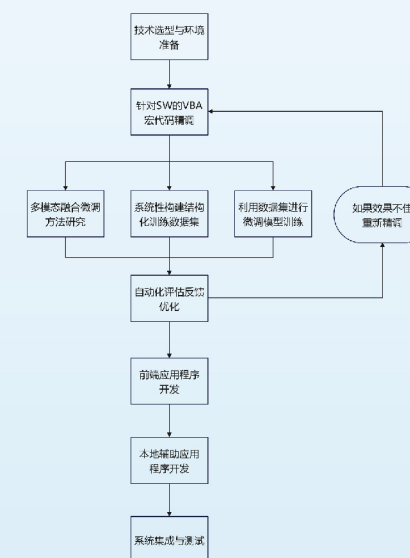 技术选型与环境
准备
针对SW的VBA
宏代码精调
多模态融合微调
方法研究
系统性构建结构
化训练数据集
利用数据集进行
微调模型训练
如果效果不佳
重新精调
自动化评估反馈
优化
前端应用程序
开发
本地辅助应用
程序开发
系统集成与测试